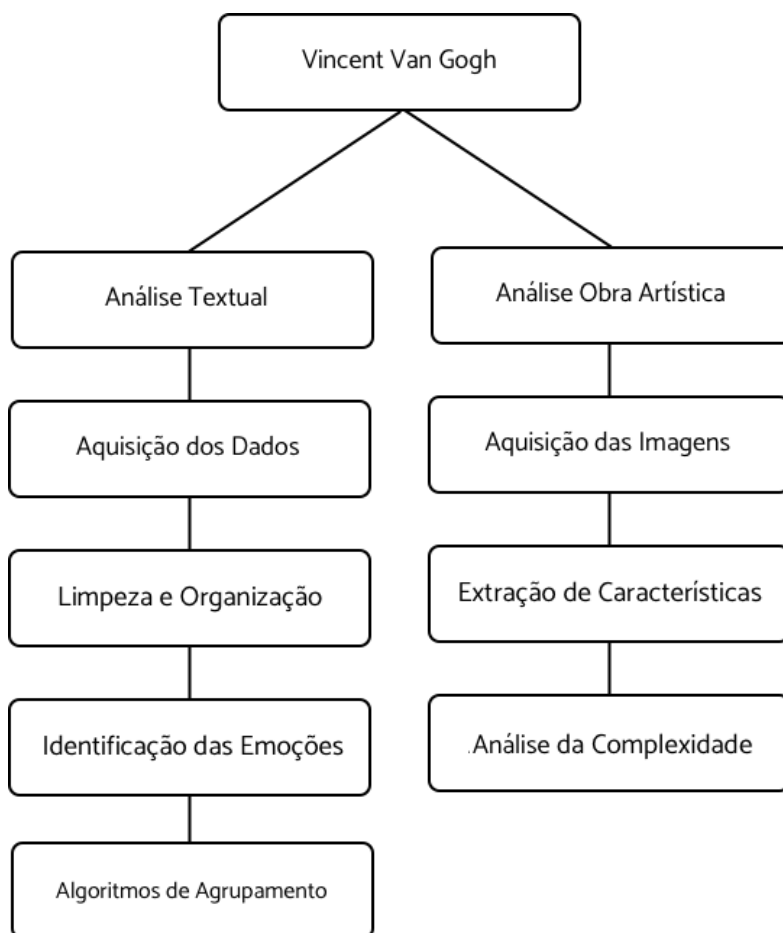 Vincent Van Gogh
Análise Textual
Aquisição dos Dados
Limpeza e Organização
Identificação das Emoções
Algoritmos de Agrupamento
Análise Obra Artística
Aquisição das Imagens
Extração de Características
.Análise da Complexidade